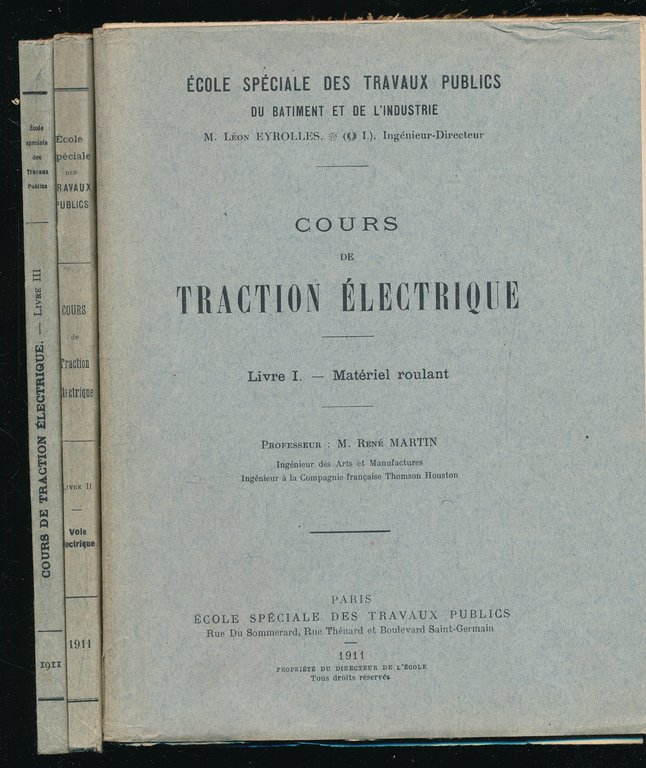 École
spéciale
des
Travaux
Publics
COURS DE TRACTION ÉLECTRIQUE. — LIVRE III
1911
École
péciale
DES
RAVAUX
PUBLICS
COURS
de
Traction
lectrique
LIVRE II
Voie
lectrique
1911
ÉCOLE SPÉCIALE DES TRAVAUX PUBLICS
DU BATIMENT ET DE L'INDUSTRIE
M. LÉON EYROLLES, ❋ (I.), Ingénieur-Directeur
COURS
DE
TRACTION ÉLECTRIQUE
Livre I. — Matériel roulant
PROFESSEUR : M. RENÉ MARTIN
Ingénieur des Arts et Manufactures
Ingénieur à la Compagnie française Thomson Houston
PARIS
ÉCOLE SPÉCIALE DES TRAVAUX PUBLICS
Rue Du Sommerard, Rue Thénard et Boulevard Saint-Germain
1911
PROPRIÉTÉ DU DIRECTEUR DE L'ÉCOLE
Tous droits réservés